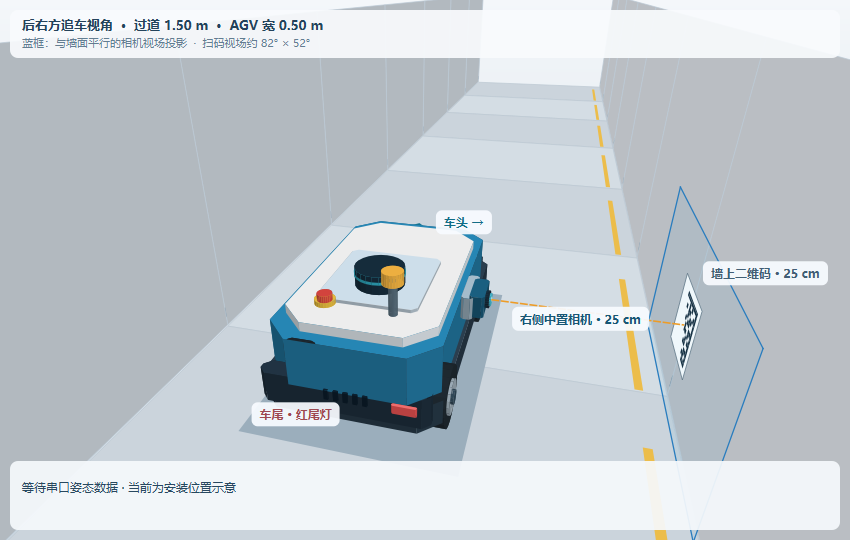 后右方追车视角 • 过道 1.50 m • AGV 宽 0.50 m
蓝框：与墙面平行的相机视场投影 · 扫码视场约 82° × 52°
车头 →
墙上二维码 • 25 cm
右侧中置相机 • 25 cm
车尾 • 红尾灯
等待串口姿态数据 · 当前为安装位置示意